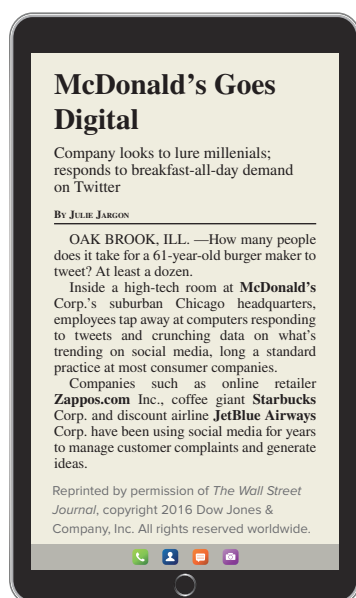 McDonald's Goes
Digital
Company looks to lure millenials;
responds to breakfast-all-day demand
on Twitter
By Julie Jargon
OAK BROOK, ILL. —How many people
does it take for a 61-year-old burger maker to
tweet? At least a dozen.
Inside a high-tech room at McDonald's
Corp.'s suburban Chicago headquarters,
employees tap away at computers responding
to tweets and crunching data on what's
trending on social media, long a standard
practice at most consumer companies.
Companies such as online retailer
Zappos.com Inc., coffee giant Starbucks
Corp. and discount airline JetBlue Airways
Corp. have been using social media for years
to manage customer complaints and generate
ideas.
Reprinted by permission of The Wall Street
Journal, copyright 2016 Dow Jones &
Company, Inc. All rights reserved worldwide.